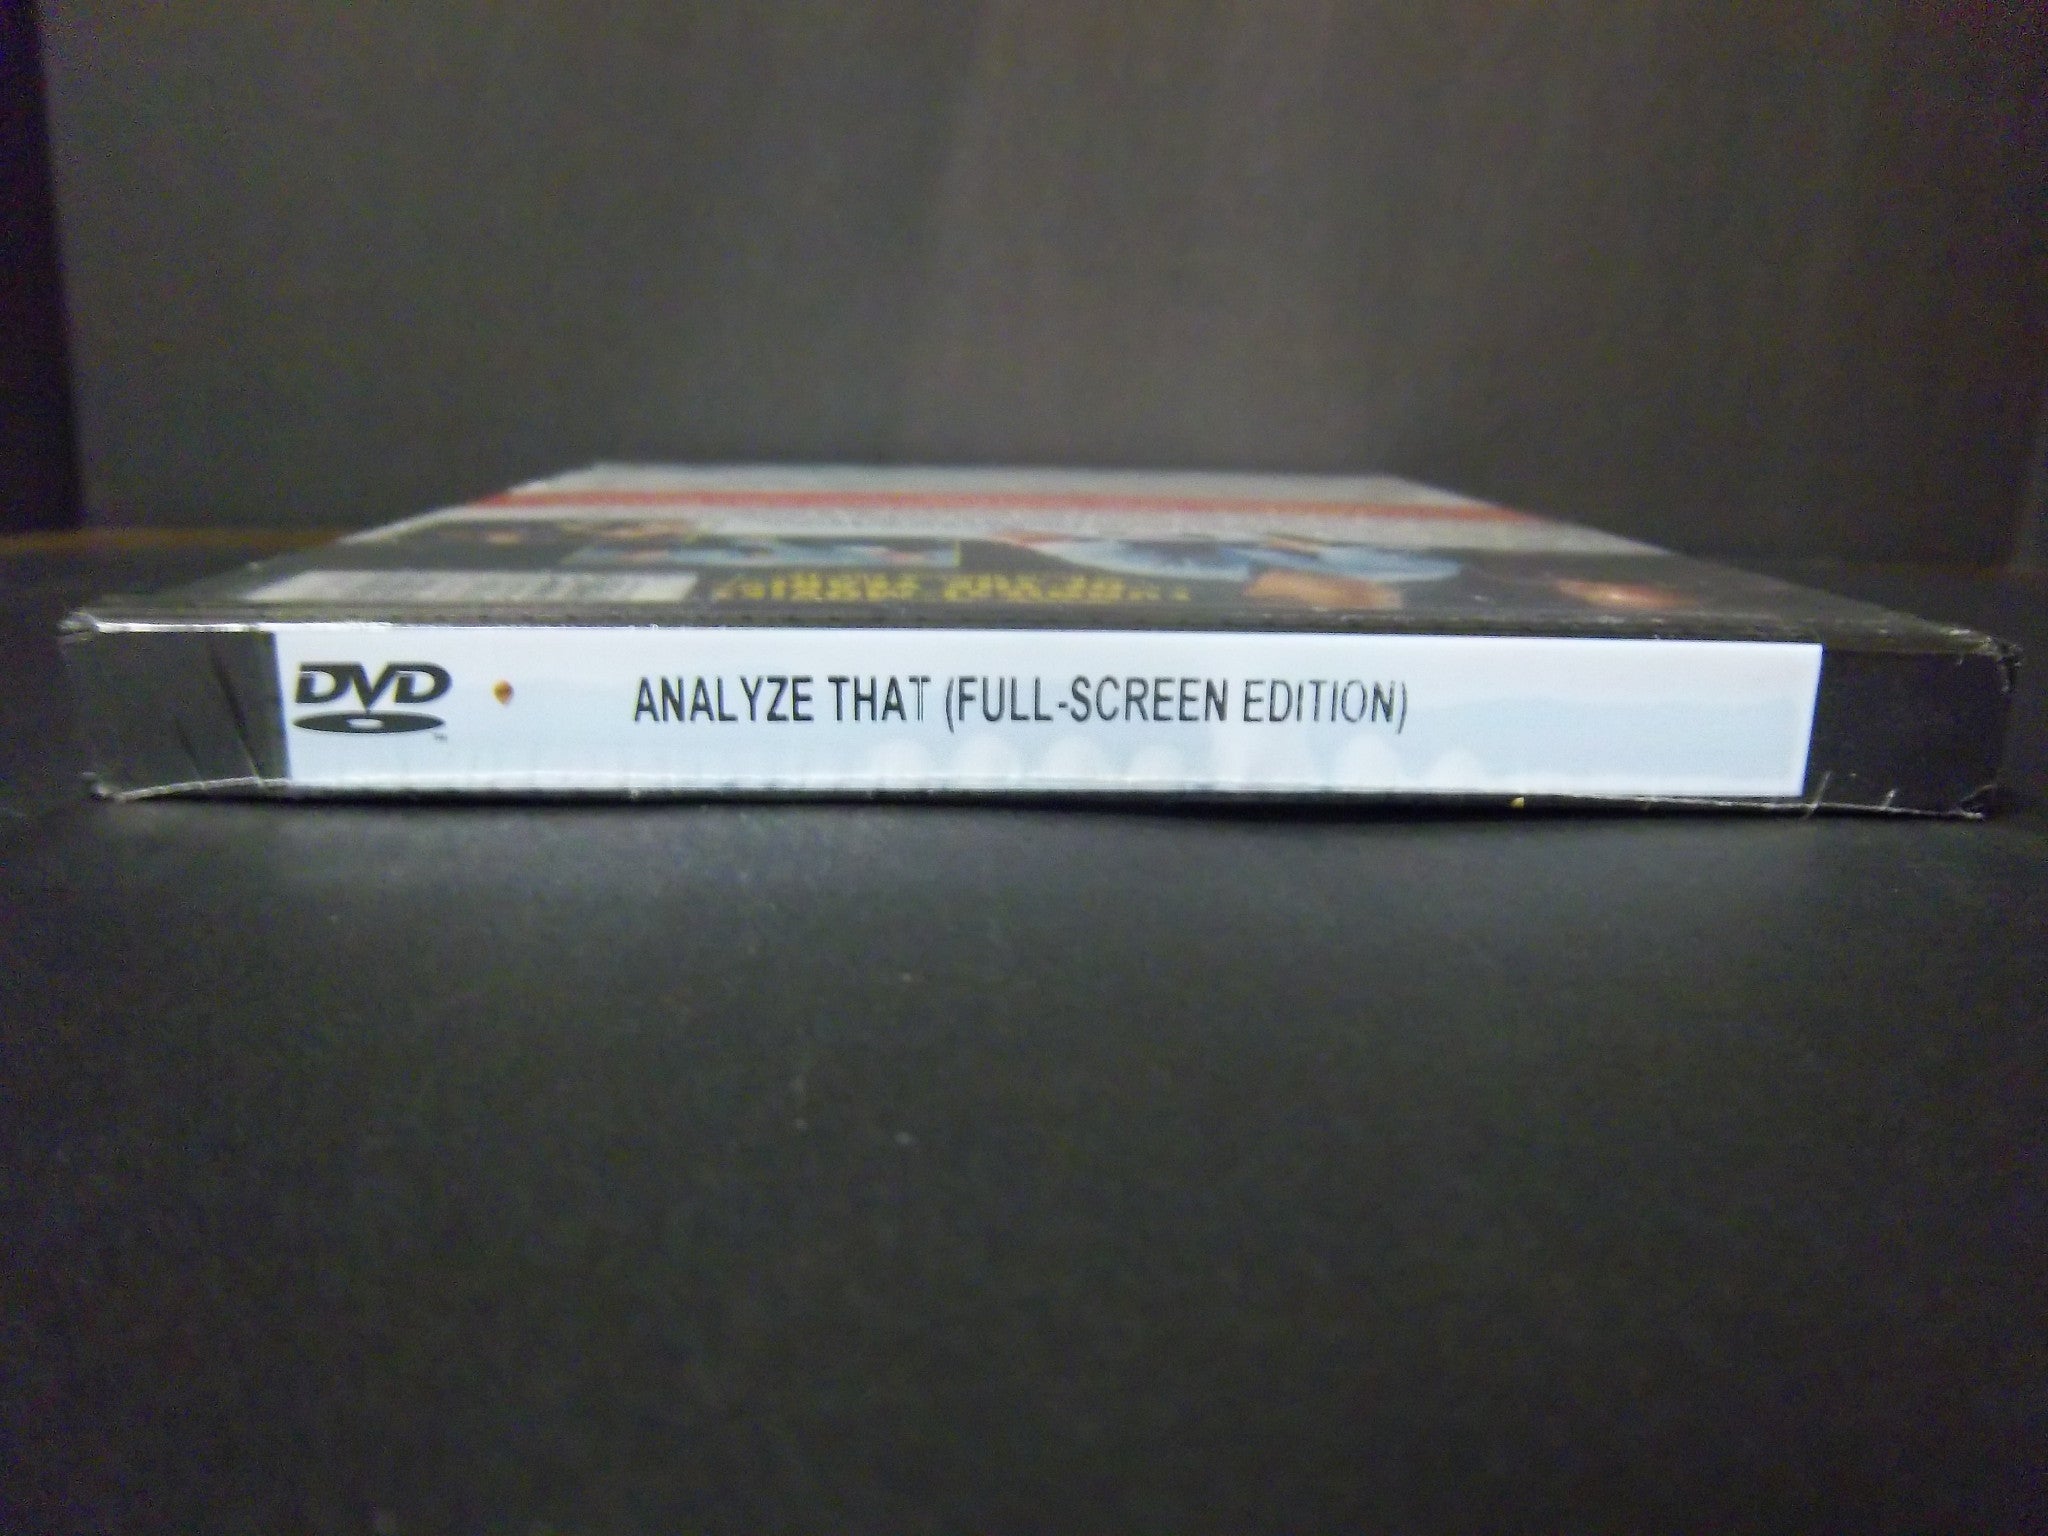 DVD
ANALYZE THAT (FULL-SCREEN EDITION)